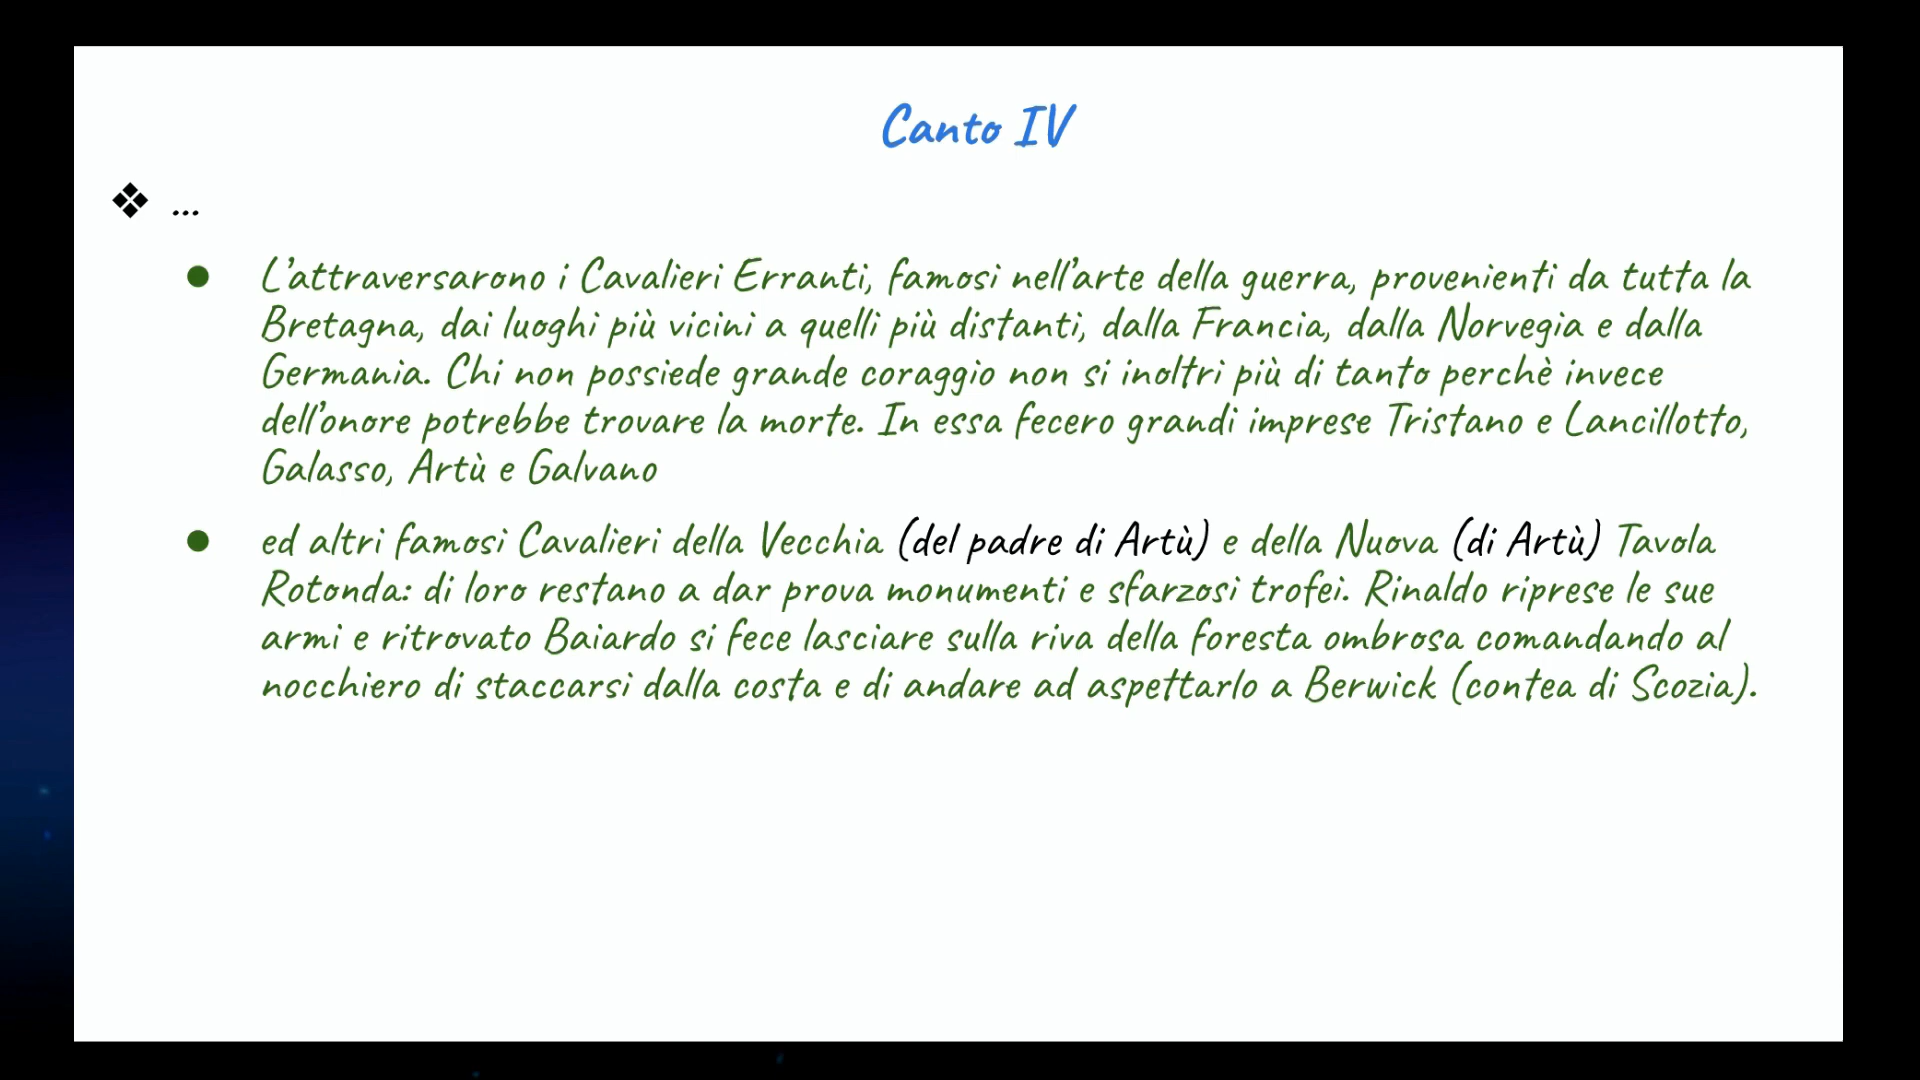 Canto IV
❖ ...
● L'attraversarono i Cavalieri Erranti, famosi nell'arte della guerra, provenienti da tutta la
Bretagna, dai luoghi più vicini a quelli più distanti, dalla Francia, dalla Norvegia e dalla
Germania. Chi non possiede grande coraggio non si inoltri più di tanto perchè invece
dell'onore potrebbe trovare la morte. In essa fecero grandi imprese Tristano e Lancillotto,
Galasso, Artù e Galvano
● ed altri famosi Cavalieri della Vecchia (del padre di Artù) e della Nuova (di Artù) Tavola
Rotonda: di loro restano a dar prova monumenti e sfarzosi trofei. Rinaldo riprese le sue
armi e ritrovato Baiardo si fece lasciare sulla riva della foresta ombrosa comandando al
nocchiero di staccarsi dalla costa e di andare ad aspettarlo a Berwick (contea di Scozia).